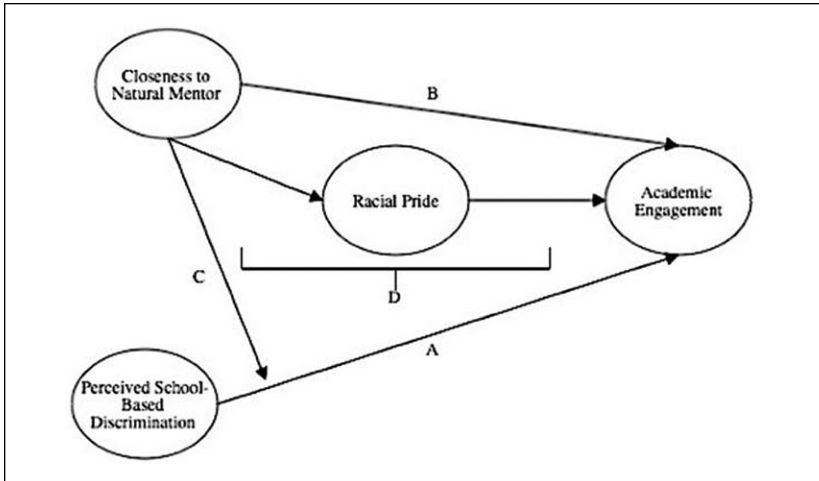 Closeness to
Natural Mentor
B
Racial Pride
Academic
Engagement
C
D
A
Perceived School-
Based
Discrimination